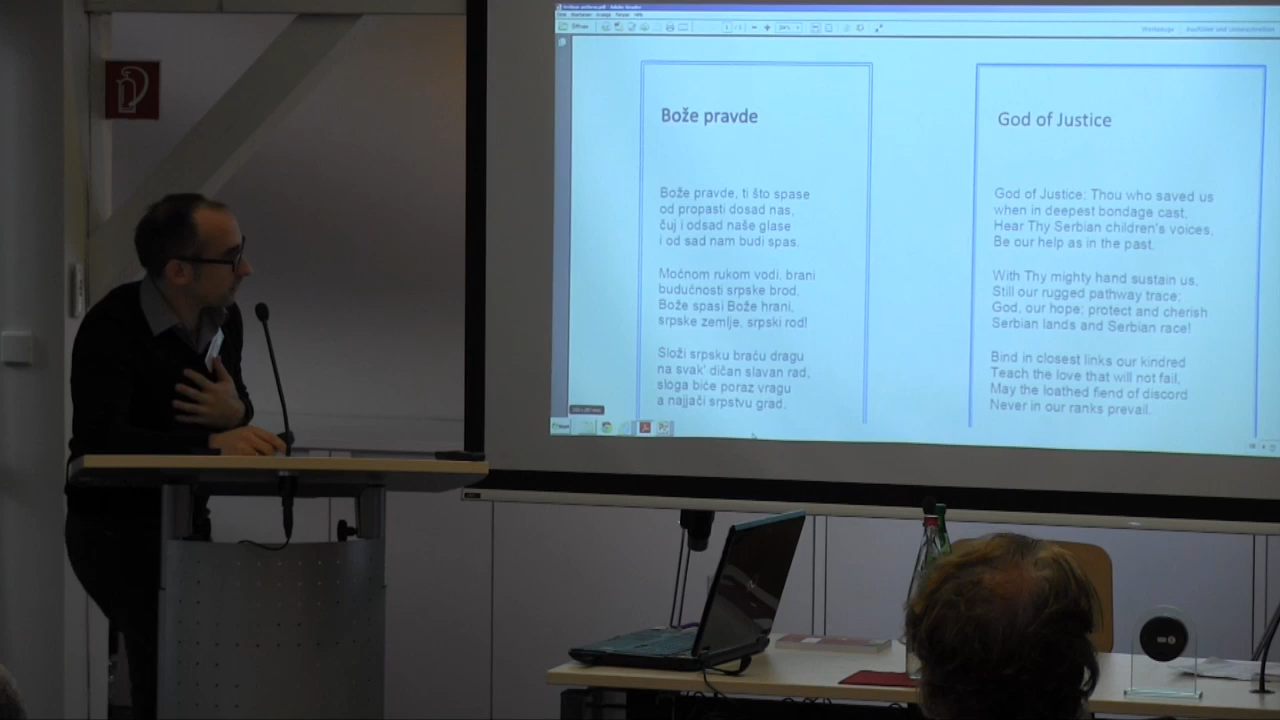 Bože pravde
Bože pravde, ti što spase
od propasti dosad nas,
čuj i odsad naše glase
i od sad nam budi spas.
Moćnom rukom vodi, brani
budućnosti srpske brod,
Bože spasi Bože hrani,
srpske zemlje, srpski rod!
Složi srpsku braću dragu
na svak' dičan slavan rad,
sloga biće poraz vragu
a najjači srpstvu grad.
God of Justice
God of Justice: Thou who saved us
when in deepest bondage cast,
Hear Thy Serbian children's voices,
Be our help as in the past.
With Thy mighty hand sustain us,
Still our rugged pathway trace;
God, our hope; protect and cherish
Serbian lands and Serbian race!
Bind in closest links our kindred
Teach the love that will not fail,
May the loathed fiend of discord
Never in our ranks prevail.